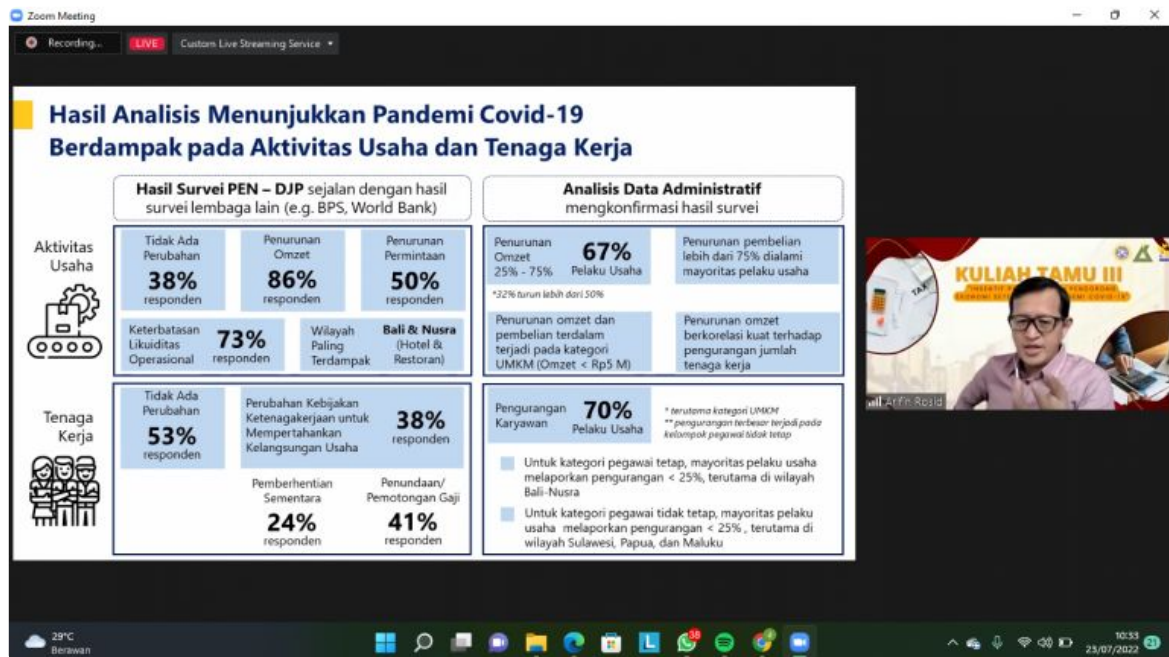 Zoom Meeting
Recording...
LIVE
Custom Live Streaming Service
Hasil Analisis Menunjukkan Pandemi Covid-19
Berdampak pada Aktivitas Usaha dan Tenaga Kerja
Hasil Survei PEN – DJP sejalan dengan hasil
survei lembaga lain (e.g. BPS, World Bank)
Analisis Data Administratif
mengkonfirmasi hasil survei
Aktivitas
Usaha
Tidak Ada
Perubahan
38%
responden
Penurunan
Omzet
86%
responden
Penurunan
Permintaan
50%
responden
Keterbatasan
Likuiditas
Operasional
73%
responden
Wilayah
Paling
Terdampak
Bali & Nusra
(Hotel &
Restoran)
Penurunan
Omzet
25% - 75%
67%
Pelaku Usaha
*32% turun lebih dari 50%
Penurunan pembelian
lebih dari 75% dialami
mayoritas pelaku usaha
Penurunan omzet dan
pembelian terdalam
terjadi pada kategori
UMKM (Omzet < Rp5 M)
Penurunan omzet
berkorelasi kuat terhadap
pengurangan jumlah
tenaga kerja
Tenaga
Kerja
Tidak Ada
Perubahan
53%
responden
Perubahan Kebijakan
Ketenagakerjaan untuk
Mempertahankan
Kelangsungan Usaha
38%
responden
Pemberhentian
Sementara
24%
responden
Penundaan/
Pemotongan Gaji
41%
responden
Pengurangan
Karyawan
70%
Pelaku Usaha
* terutama kategori UMKM
** pengurangan terbesar terjadi pada
kelompok pegawai tidak tetap
Untuk kategori pegawai tetap, mayoritas pelaku usaha
melaporkan pengurangan < 25%, terutama di wilayah
Bali-Nusra
Untuk kategori pegawai tidak tetap, mayoritas pelaku
usaha melaporkan pengurangan < 25% , terutama di
wilayah Sulawesi, Papua, dan Maluku
KULIAH TAMU III
TAX
Arifin Rosid
29°C
Berawan
38
10:33
23/07/2022
21